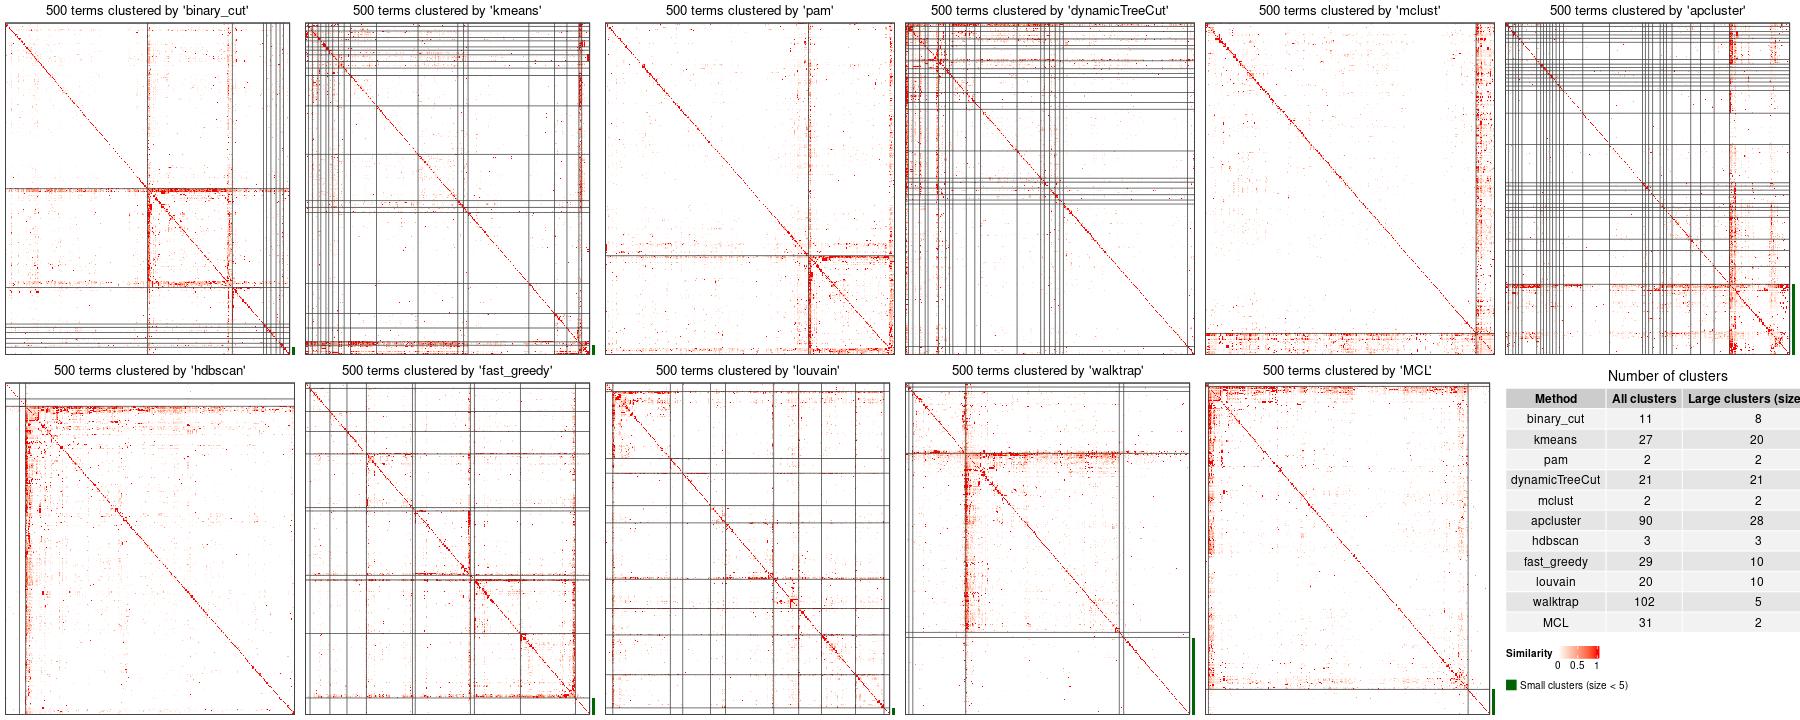 500 terms clustered by 'binary_cut'
500 terms clustered by 'kmeans'
500 terms clustered by 'pam'
500 terms clustered by 'dynamicTreeCut'
500 terms clustered by 'mclust'
500 terms clustered by 'apcluster'
500 terms clustered by 'hdbscan'
500 terms clustered by 'fast_greedy'
500 terms clustered by 'louvain'
500 terms clustered by 'walktrap'
500 terms clustered by 'MCL'
Number of clusters
Method All clusters Large clusters (size
binary_cut 11 8
kmeans 27 20
pam 2 2
dynamicTreeCut 21 21
mclust 2 2
apcluster 90 28
hdbscan 3 3
fast_greedy 29 10
louvain 20 10
walktrap 102 5
MCL 31 2
Similarity
0 0.5 1
Small clusters (size < 5)